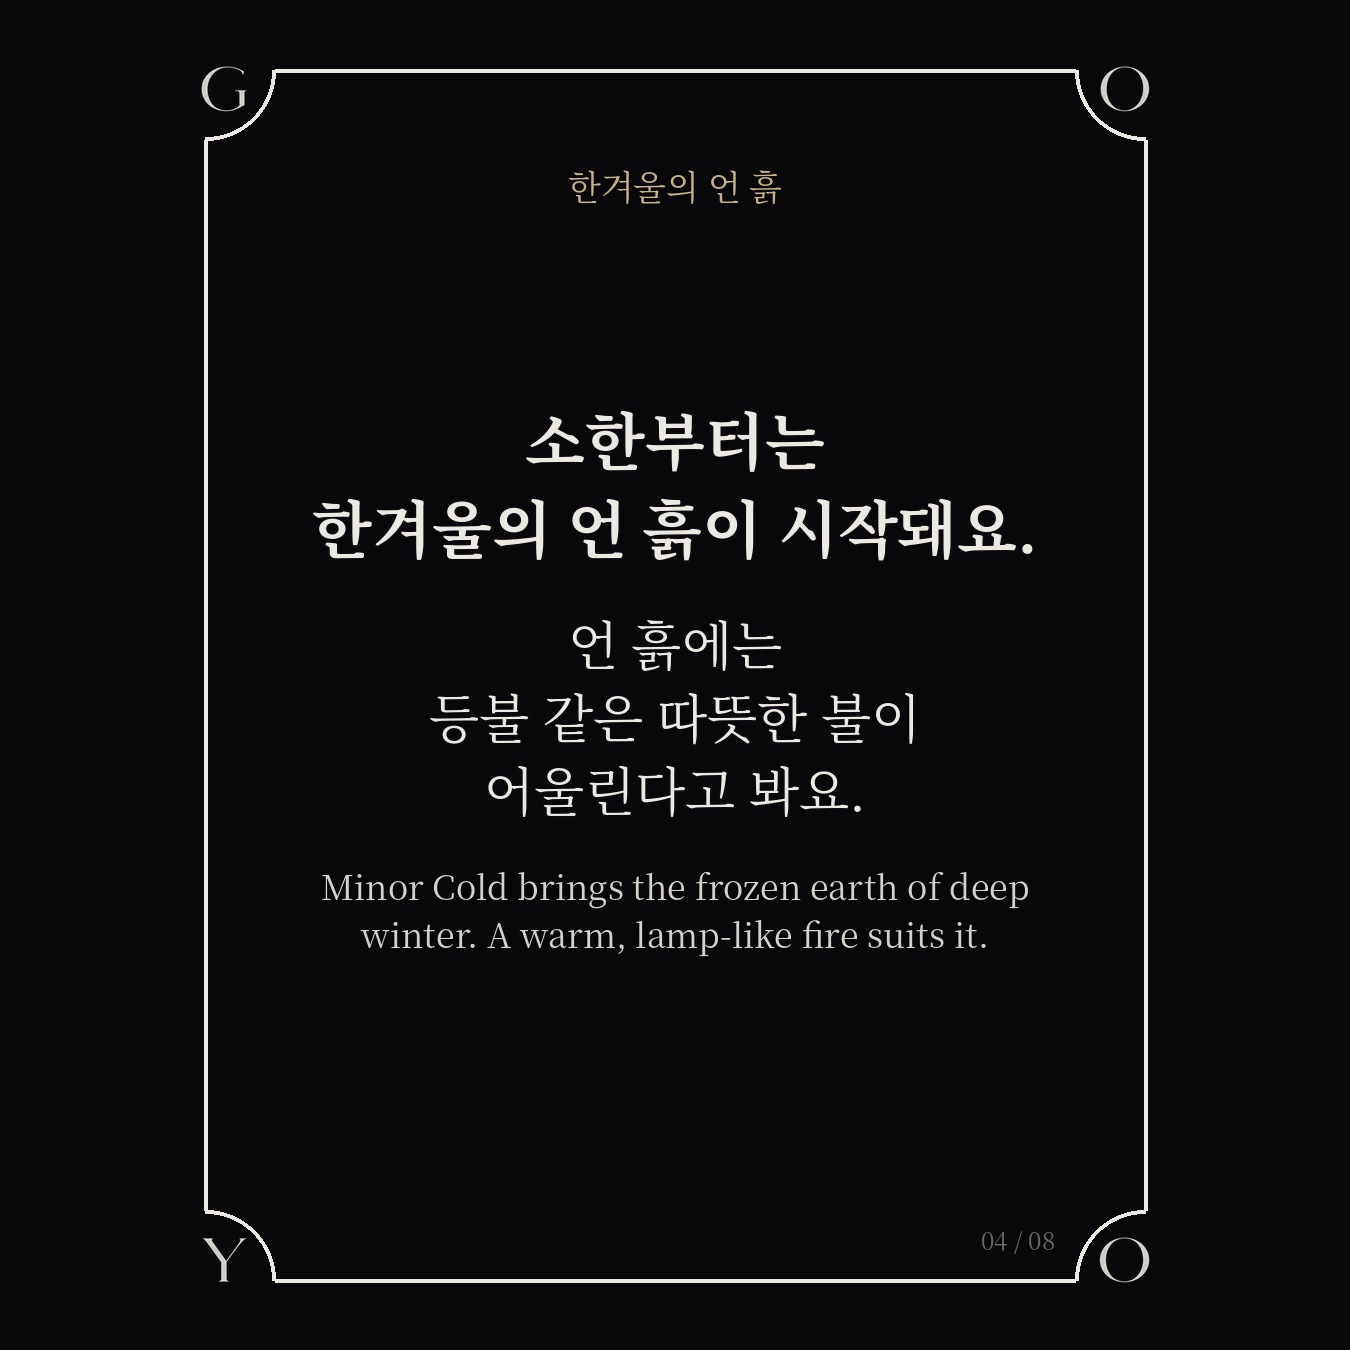 G O
한겨울의 언 흙
소한부터는
한겨울의 언 흙이 시작돼요.
언 흙에는
등불 같은 따뜻한 불이
어울린다고 봐요.
Minor Cold brings the frozen earth of deep
winter. A warm, lamp-like fire suits it.
04 / 08
Y O